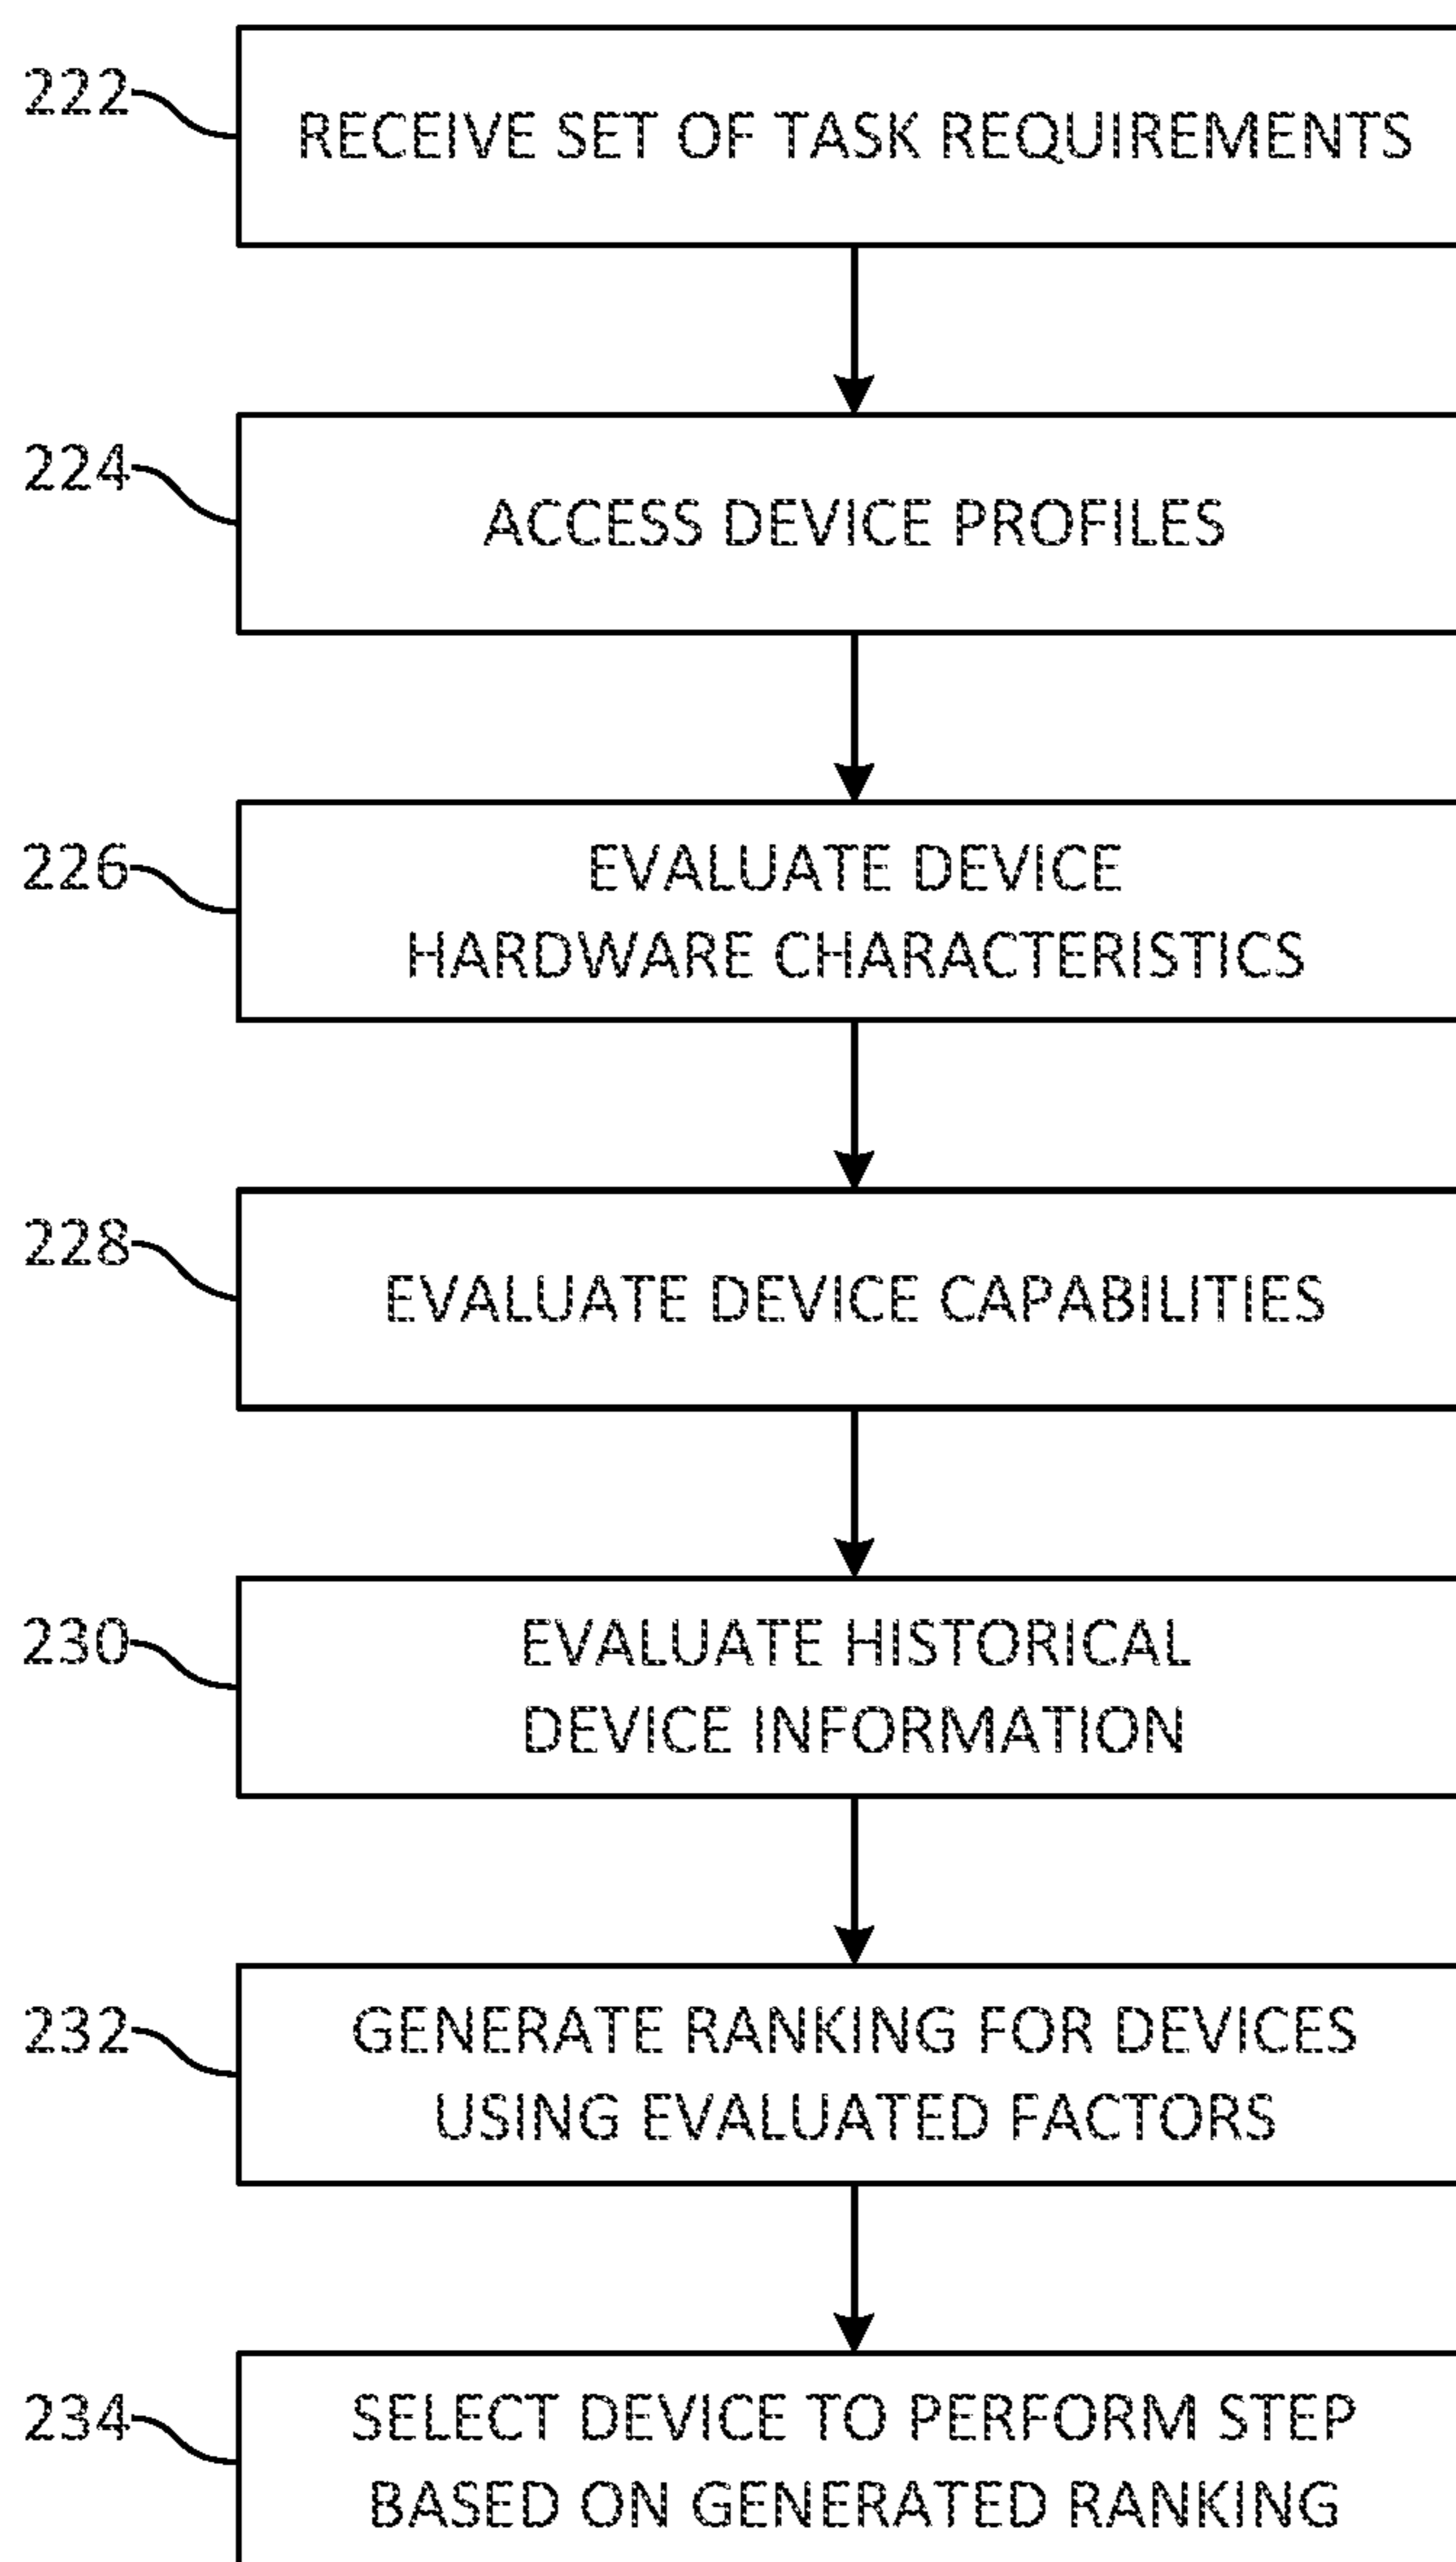 222
RECEIVE SET OF TASK REQUIREMENTS
224
ACCESS DEVICE PROFILES
226
EVALUATE DEVICE
HARDWARE CHARACTERISTICS
228
EVALUATE DEVICE CAPABILITIES
230
EVALUATE HISTORICAL
DEVICE INFORMATION
232
GENERATE RANKING FOR DEVICES
USING EVALUATED FACTORS
234
SELECT DEVICE TO PERFORM STEP
BASED ON GENERATED RANKING